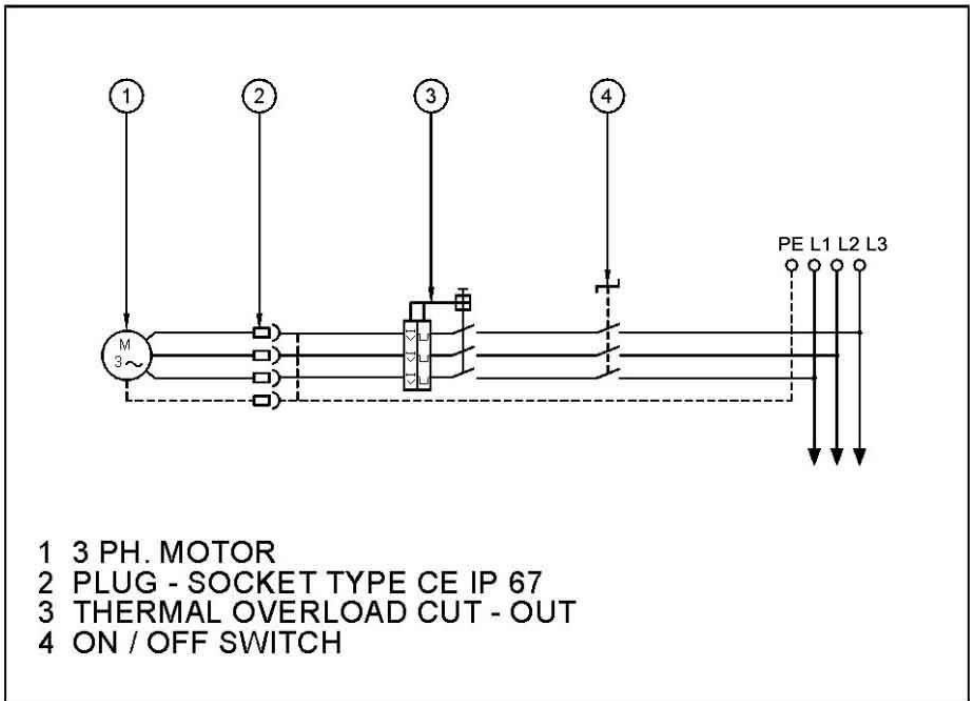 1 2 3 4
PE L1 L2 L3
M
3~
1 3 PH. MOTOR
2 PLUG - SOCKET TYPE CE IP 67
3 THERMAL OVERLOAD CUT - OUT
4 ON / OFF SWITCH